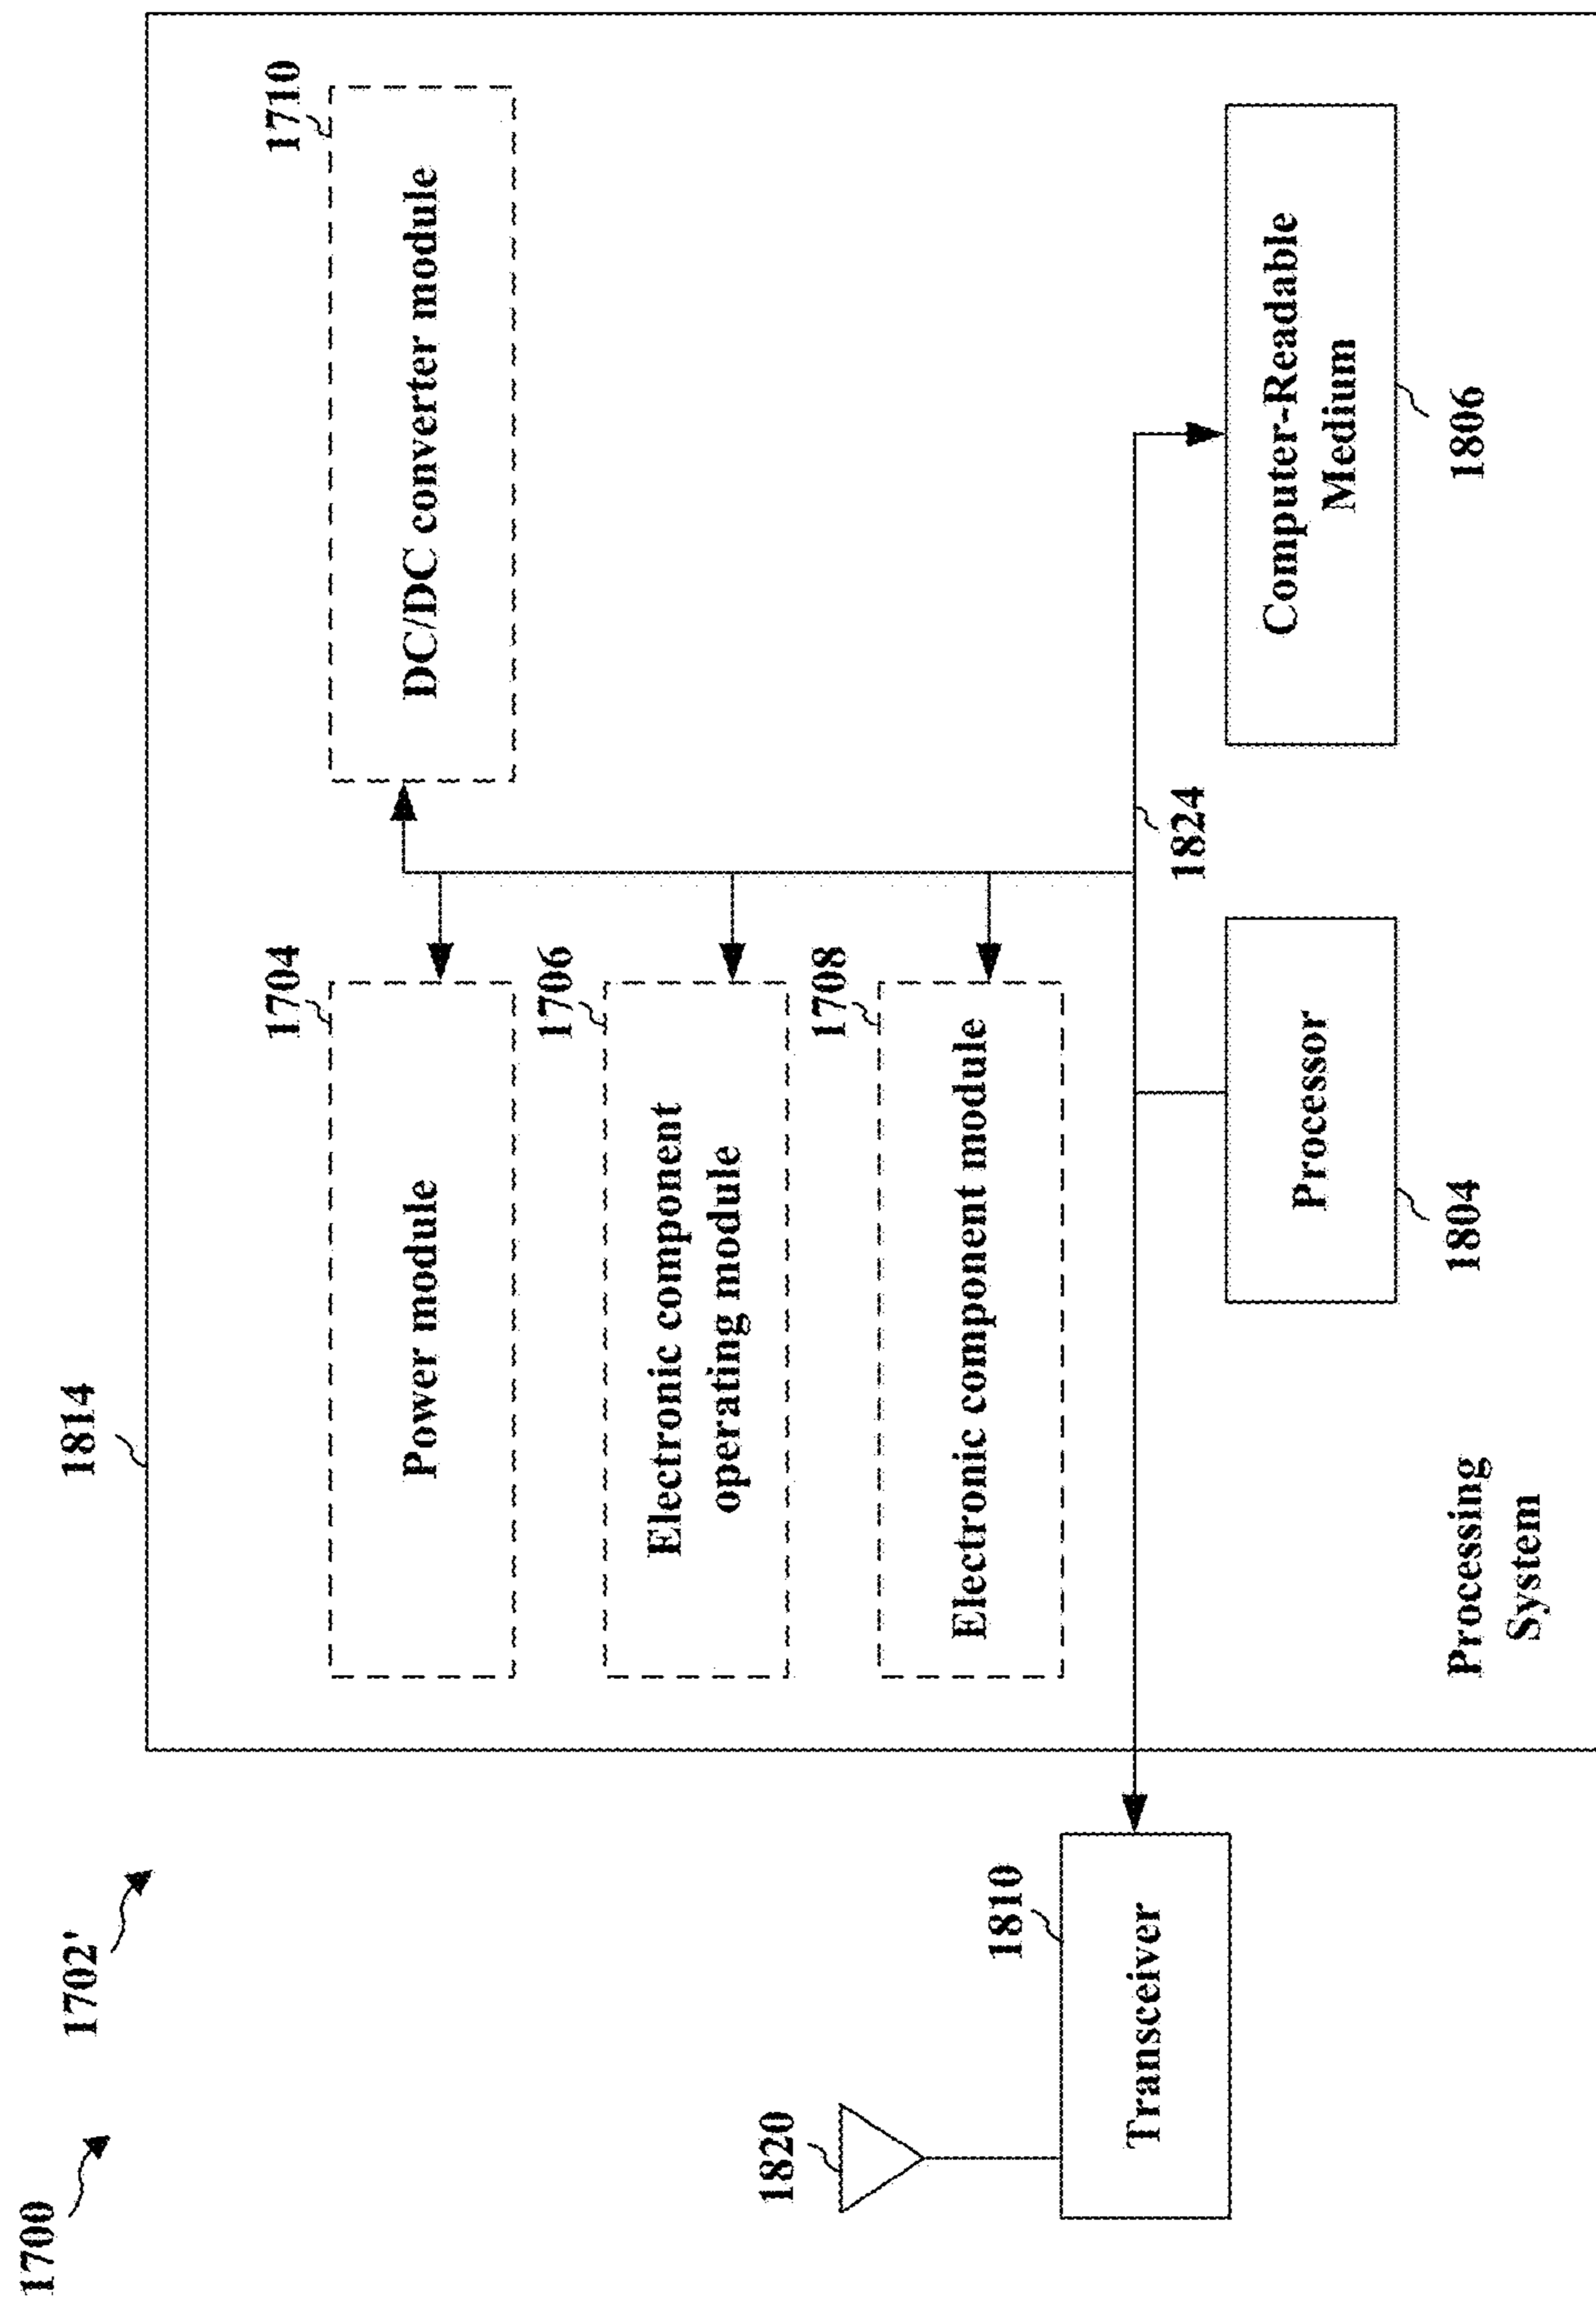 1700
1702'
1814
1704
Power module
1710
DC/DC converter module
1706
Electronic component
operating module
1708
Electronic component module
1820
1810
Transceiver
1824
Processor
1804
Computer-Readable
Medium
1806
Processing
System